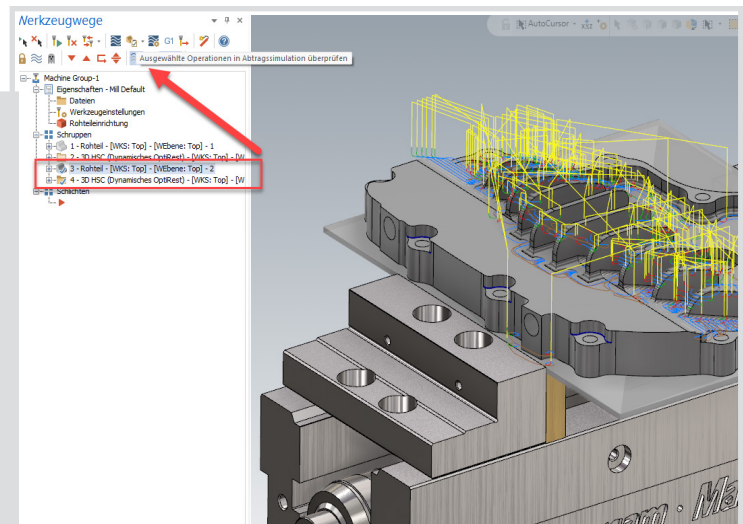 Werkzeugwege
AutoCursor
G1
Ausgewählte Operationen in Abtragssimulation überprüfen
Machine Group-1
Eigenschaften - Mill Default
Dateien
Werkzeugeinstellungen
Rohteileinrichtung
Schruppen
1 - Rohteil - [WKS: Top] - [WEbene: Top] - 1
2 - 3D HSC (Dynamisches OptiRest) - [WKS: Top] - [W
3 - Rohteil - [WKS: Top] - [WEbene: Top] - 2
4 - 3D HSC (Dynamisches OptiRest) - [WKS: Top] - [W
Schlichten